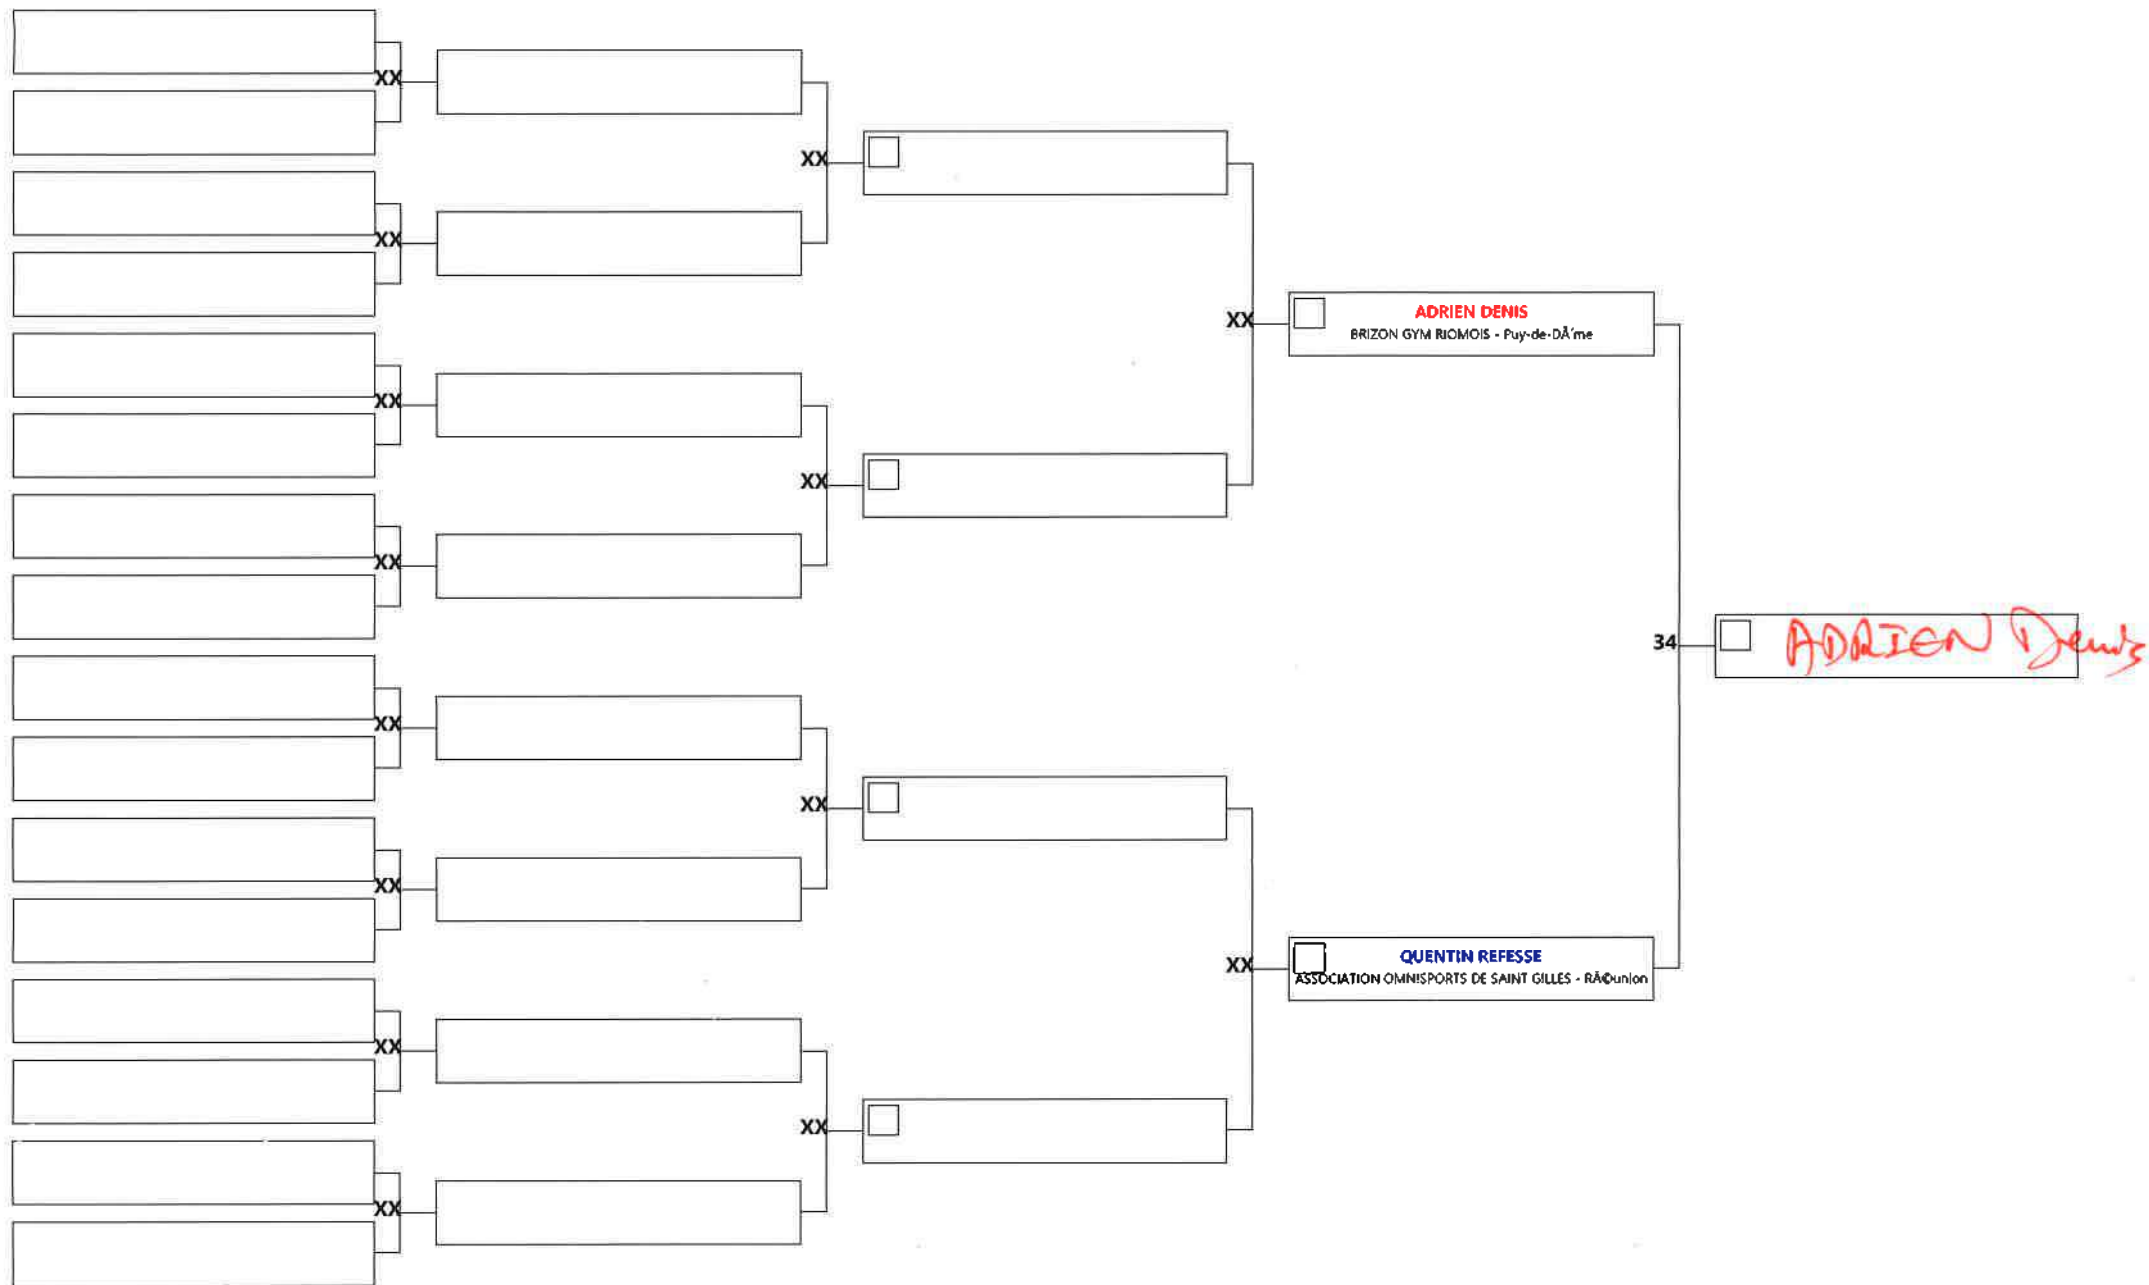 XX
XX
XX
XX
XX
XX
XX
XX
XX
XX
XX
XX
XX
XX
ADRIEN DENIS
BRIZON GYM RIOMOIS - Puy-de-DÃ´me
34
ADRIEN Denis
QUENTIN REFESSE
ASSOCIATION OMNISPORTS DE SAINT GILLES - RÃ©union